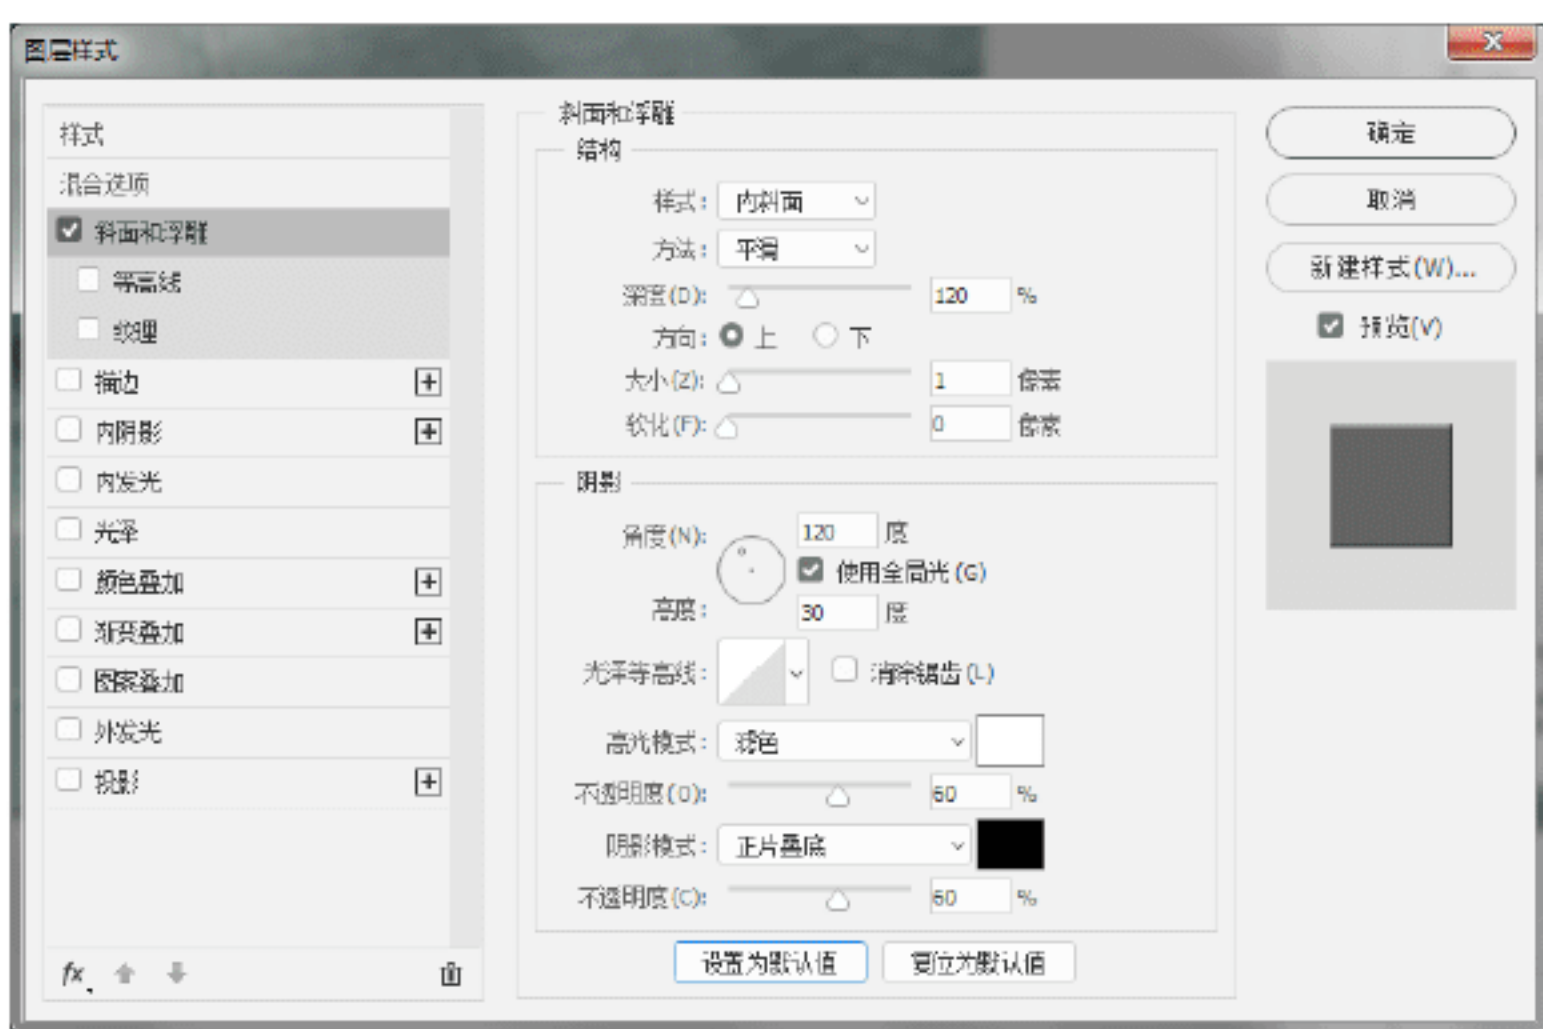 图层样式
样式
混合选项
斜面和浮雕
等高线
纹理
描边
内阴影
内发光
光泽
颜色叠加
渐变叠加
图案叠加
外发光
投影
fx
斜面和浮雕
结构
样式: 内斜面
方法: 平滑
深度(D): 120 %
方向: 上 下
大小(Z): 1 像素
软化(F): 0 像素
阴影
角度(N): 120 度
使用全局光(G)
高度: 30 度
光泽等高线: 消除锯齿(L)
高光模式: 滤色
不透明度(O): 60 %
阴影模式: 正片叠底
不透明度(C): 60 %
设置为默认值 复位为默认值
确定
取消
新建样式(W)...
预览(V)